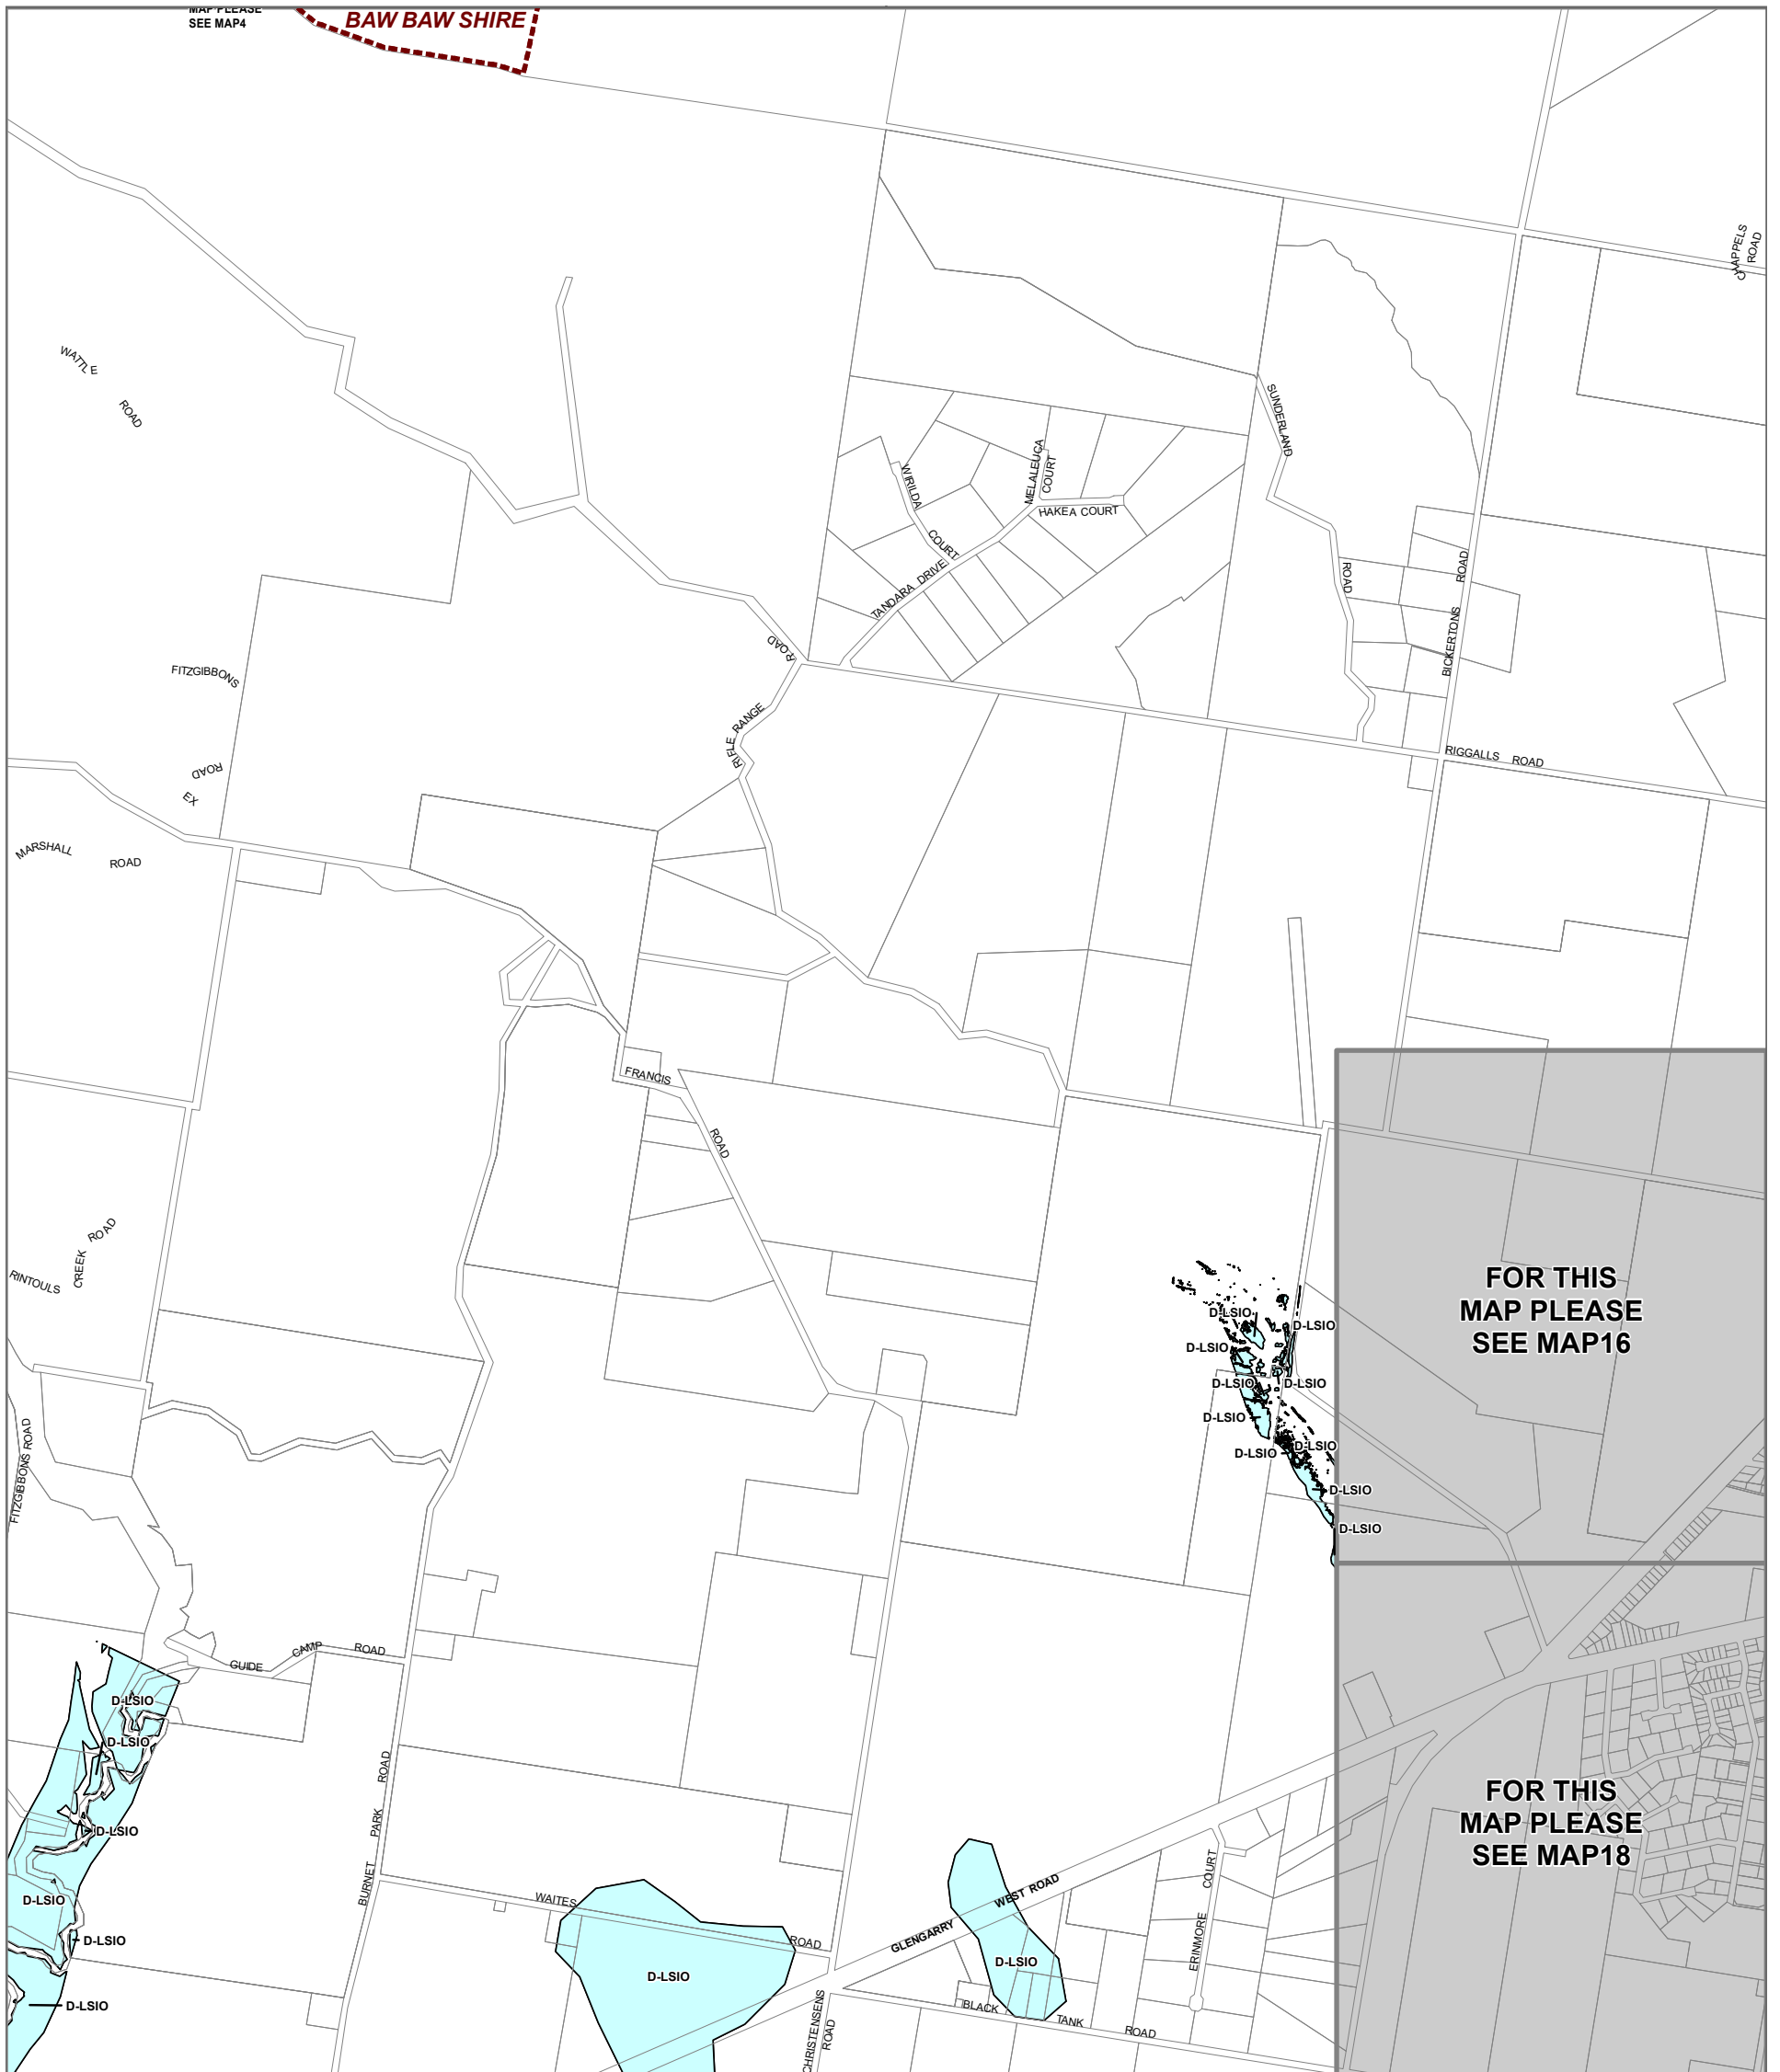 MAP PLEASE
SEE MAP4
BAW BAW SHIRE
CHAPPELS
ROAD
WATTLE
ROAD
SUNDERLAND
ROAD
MELALEUCA
COURT
WIRILDA
COURT
HAKEA COURT
TANDARA DRIVE
BICKERTONS
ROAD
ROAD
RIFLE RANGE
FITZGIBBONS
ROAD
EX
RIGGALLS ROAD
MARSHALL
ROAD
FRANCIS
ROAD
RINTOULS
CREEK
ROAD
FOR THIS
MAP PLEASE
SEE MAP16
D-LSIO
D-LSIO
D-LSIO
D-LSIO
D-LSIO
D-LSIO
D-LSIO
D-LSIO
D-LSIO
D-LSIO
FITZGIBBONS ROAD
GUIDE
CAMP
ROAD
D-LSIO
D-LSIO
D-LSIO
D-LSIO
D-LSIO
D-LSIO
BURNET
PARK
ROAD
FOR THIS
MAP PLEASE
SEE MAP18
WAITES
ROAD
D-LSIO
GLENGARRY
WEST ROAD
D-LSIO
ERINMORE
COURT
BLACK
TANK
ROAD
CHRISTENSENS
ROAD